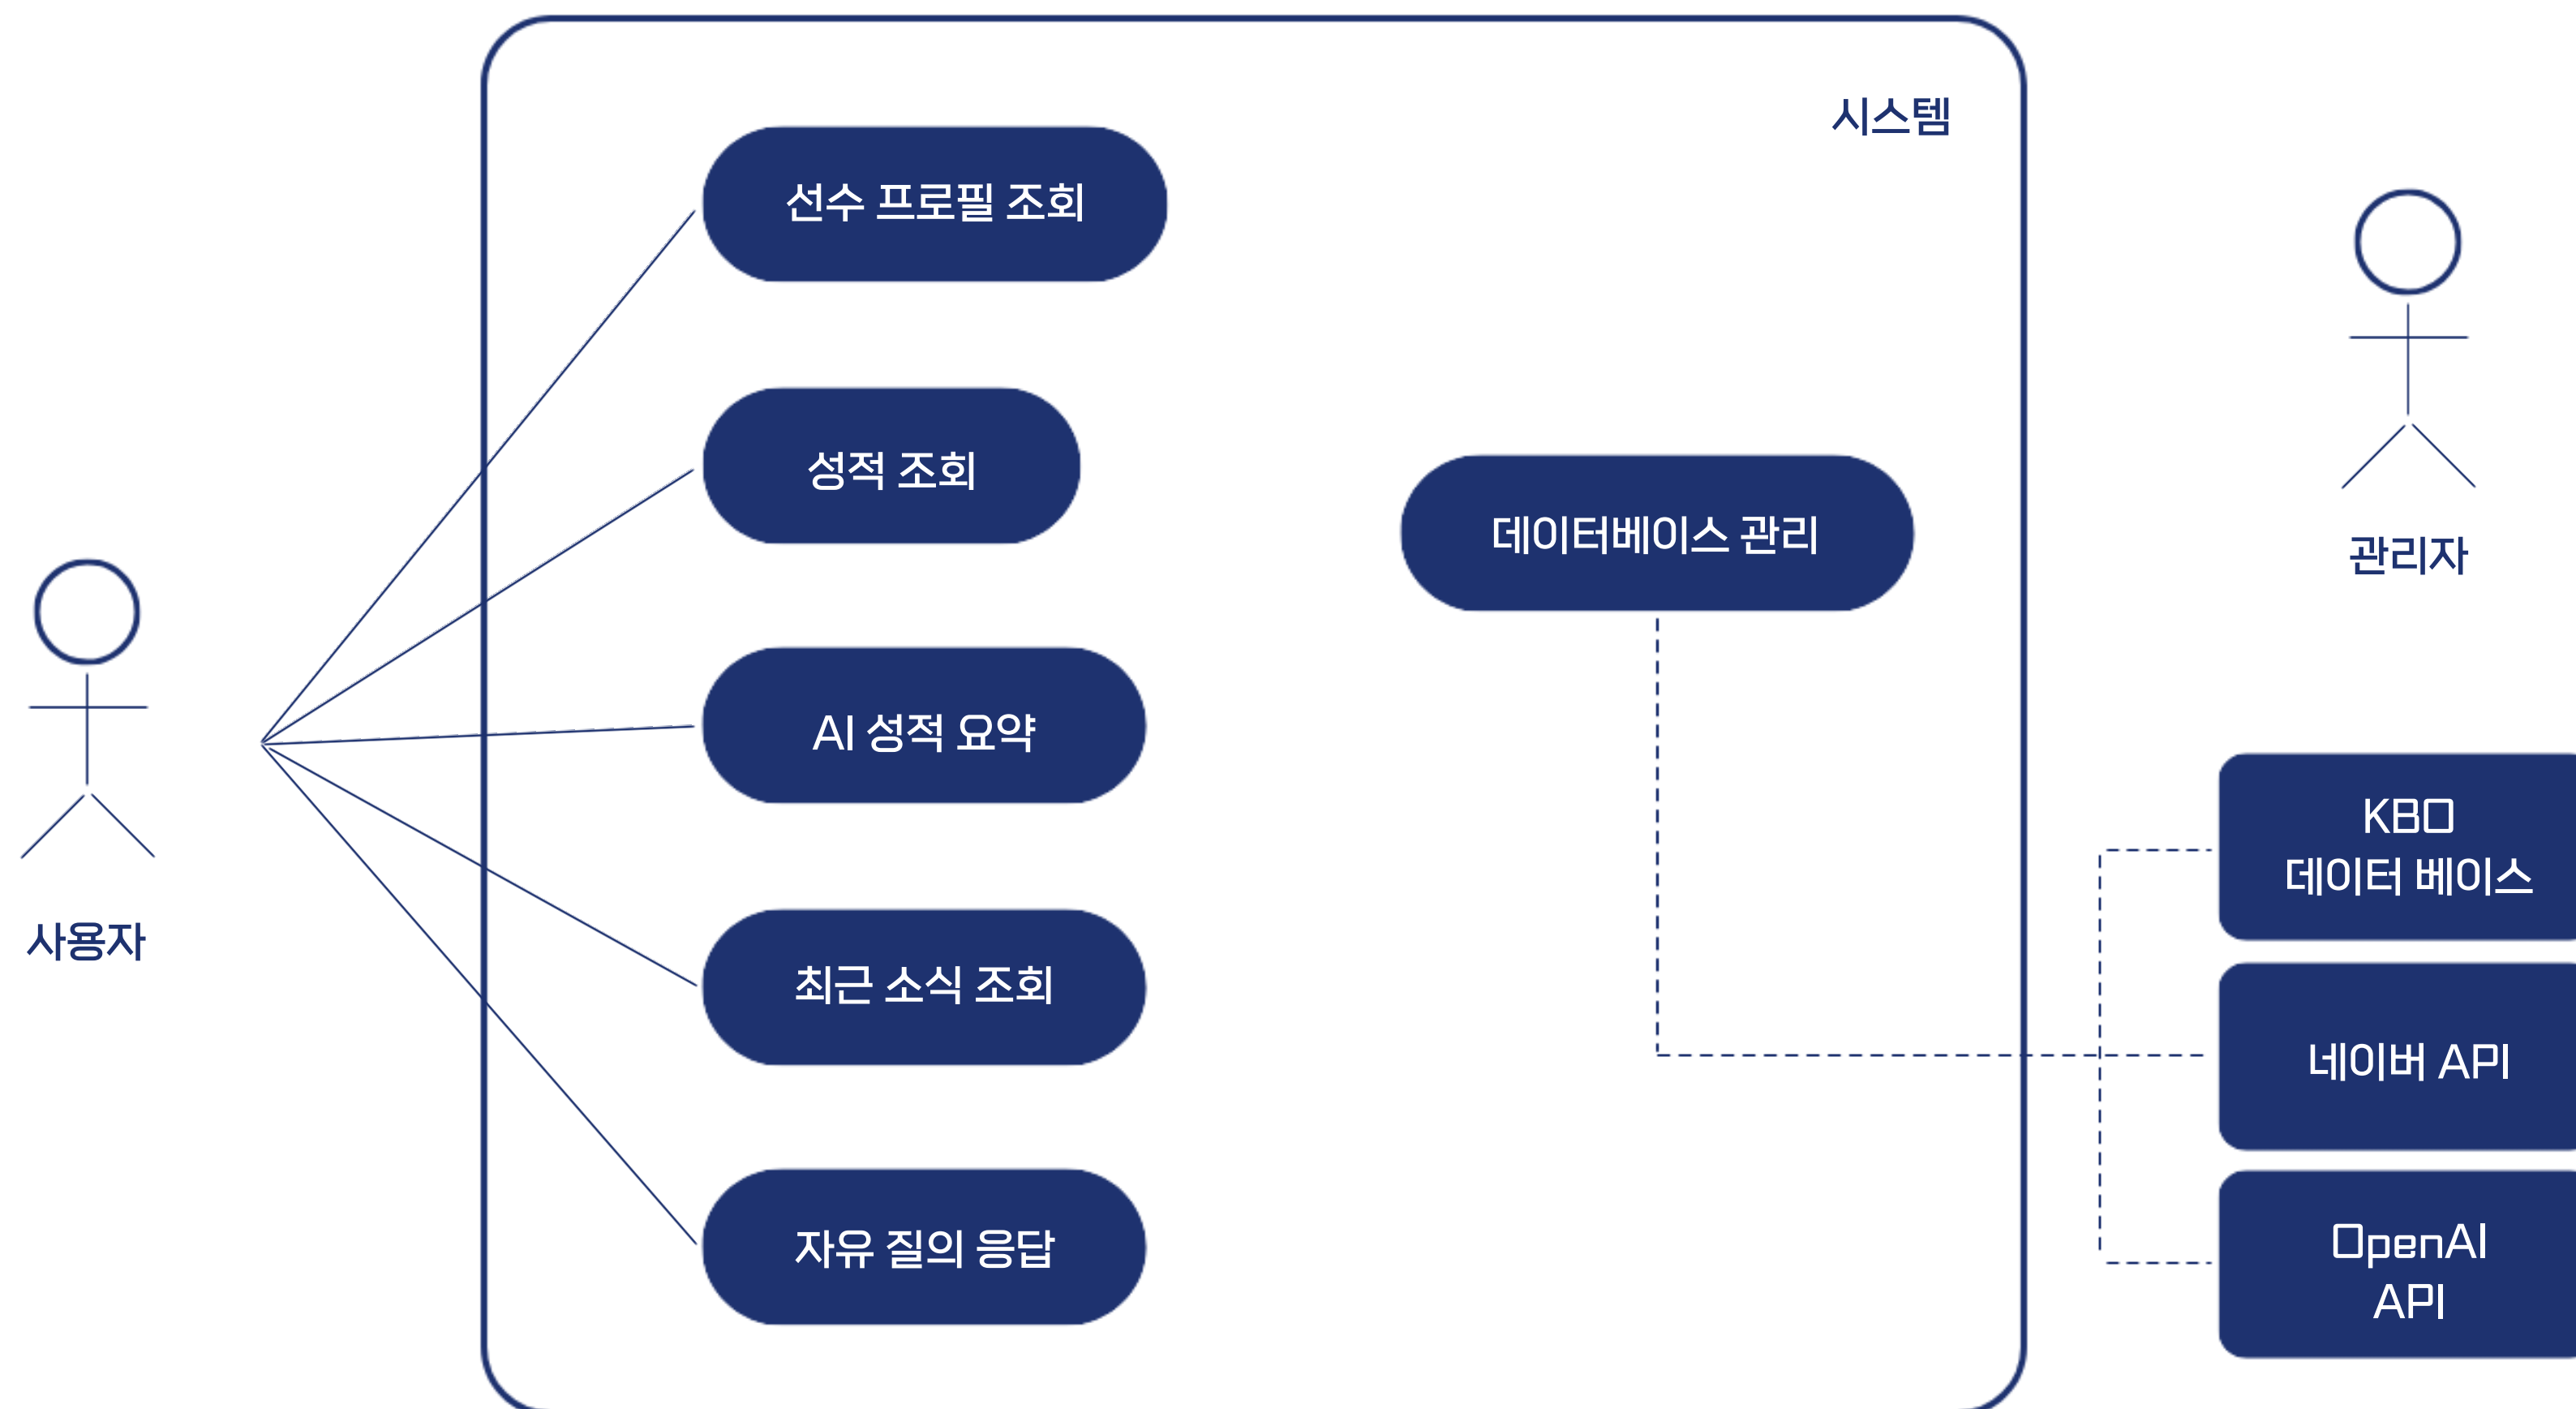 시스템
선수 프로필 조회
성적 조회
데이터베이스 관리
관리자
AI 성적 요약
KBO
데이터 베이스
사용자
최근 소식 조회
네이버 API
자유 질의 응답
OpenAI
API